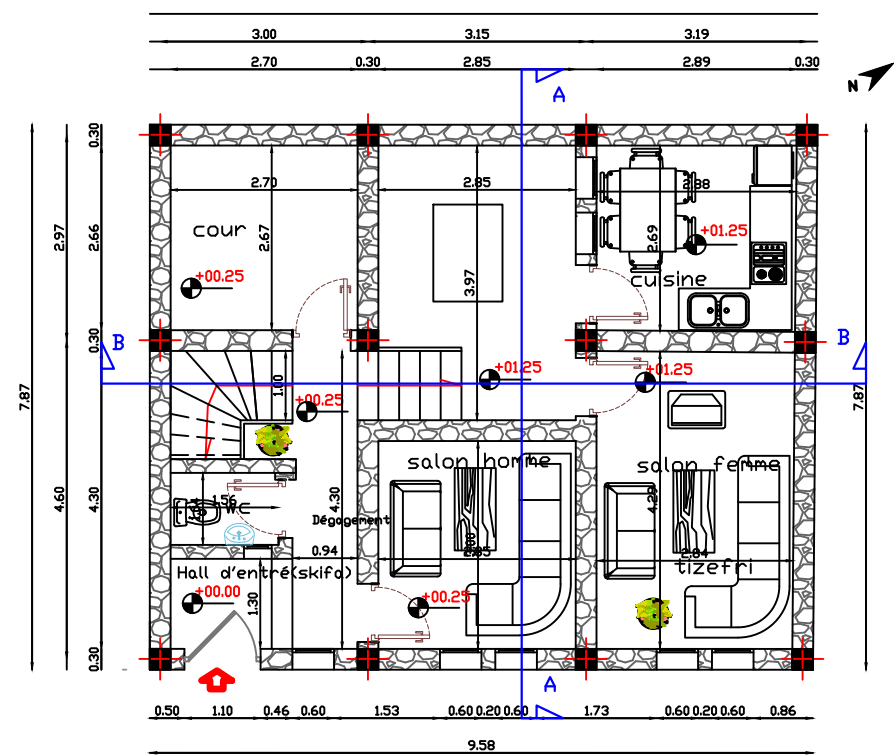 3.00 3.15 3.19
2.70 0.30 2.85 2.89 0.30
A
N
0.30
2.70 2.85 2.88
2.97 2.66 2.67 2.69
cour
+01.25
+00.25
3.97
cuisine
0.30
B B
7.87 7.87
1.00
+01.25 +01.25
+00.25
salon homme salon femme
4.60 4.30 4.30 4.29
1.56
WC
Dégagement
0.94 2.85 2.84
Hall d'entré(skifa) tizefri
+00.00 +00.25
1.30
0.30
A
0.50 1.10 0.46 0.60 1.53 0.60 0.20 0.60 1.73 0.60 0.20 0.60 0.86
9.58